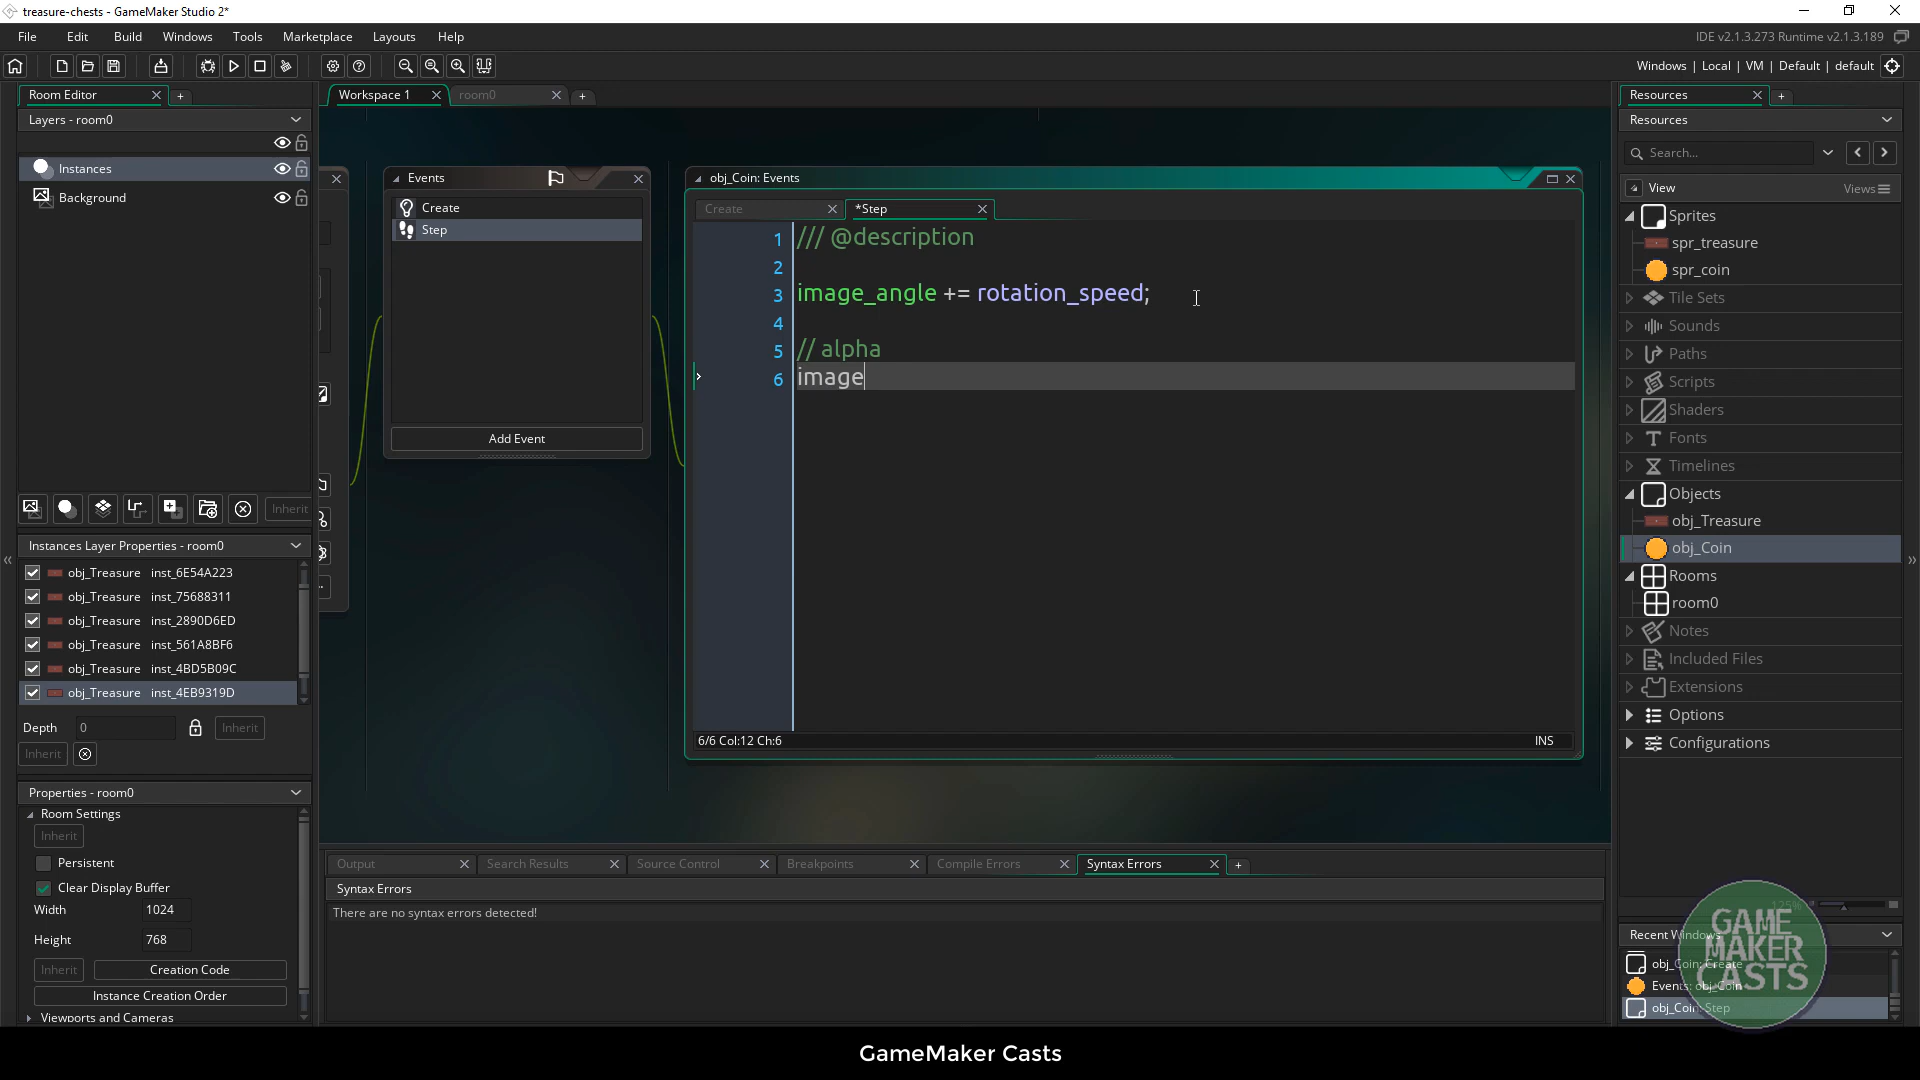 treasure-chests - GameMaker Studio 2*
File Edit Build Windows Tools Marketplace Layouts Help
IDE v2.1.3.273 Runtime v2.1.3.189
Windows | Local | VM | Default | default
Room Editor
Layers - room0
Instances
Background
Inherit
Instances Layer Properties - room0
obj_Treasure inst_6E54A223
obj_Treasure inst_75688311
obj_Treasure inst_2890D6ED
obj_Treasure inst_561A8BF6
obj_Treasure inst_4BD5B09C
obj_Treasure inst_4EB9319D
Depth 0 Inherit
Inherit
Properties - room0
Room Settings
Inherit
Persistent
Clear Display Buffer
Width 1024
Height 768
Inherit Creation Code
Instance Creation Order
Viewports and Cameras
Workspace 1 room0
Events
Create
Step
Add Event
obj_Coin: Events
Create *Step
1 /// @description
2
3 image_angle += rotation_speed;
4
5 // alpha
6 image
6/6 Col:12 Ch:6 INS
Output Search Results Source Control Breakpoints Compile Errors Syntax Errors
Syntax Errors
There are no syntax errors detected!
Resources
Resources
Search...
View Views
Sprites
spr_treasure
spr_coin
Tile Sets
Sounds
Paths
Scripts
Shaders
Fonts
Timelines
Objects
obj_Treasure
obj_Coin
Rooms
room0
Notes
Included Files
Extensions
Options
Configurations
125%
Recent Windows
obj_Coin: Create
Events: obj_Coin
obj_Coin: Step
GAME
MAKER
CASTS
GameMaker Casts